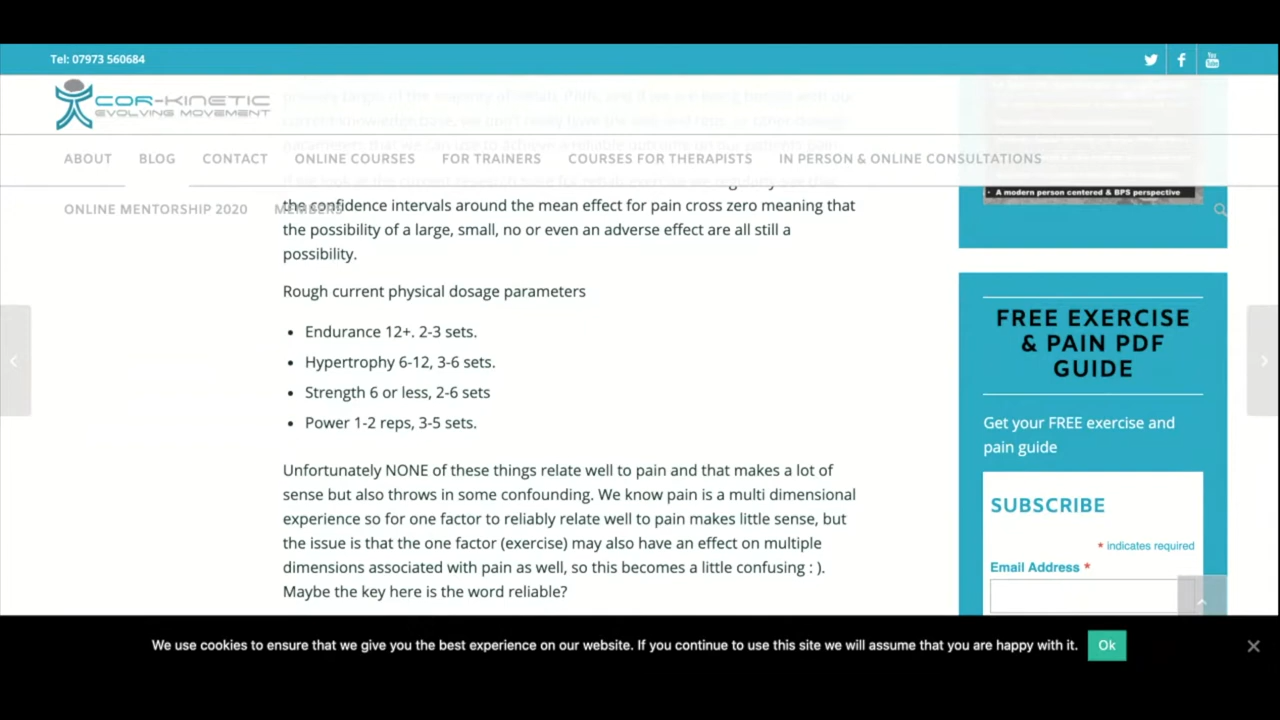 Tel: 07973 560684
COR-KINETIC
EVOLVING MOVEMENT
ABOUT BLOG CONTACT ONLINE COURSES FOR TRAINERS COURSES FOR THERAPISTS IN PERSON & ONLINE CONSULTATIONS
ONLINE MENTORSHIP 2020 MEMBERS
the confidence intervals around the mean effect for pain cross zero meaning that
the possibility of a large, small, no or even an adverse effect are all still a
possibility.
Rough current physical dosage parameters
• Endurance 12+. 2-3 sets.
• Hypertrophy 6-12, 3-6 sets.
• Strength 6 or less, 2-6 sets
• Power 1-2 reps, 3-5 sets.
Unfortunately NONE of these things relate well to pain and that makes a lot of
sense but also throws in some confounding. We know pain is a multi dimensional
experience so for one factor to reliably relate well to pain makes little sense, but
the issue is that the one factor (exercise) may also have an effect on multiple
dimensions associated with pain as well, so this becomes a little confusing : ).
Maybe the key here is the word reliable?
• A modern person centered & BPS perspective
FREE EXERCISE
& PAIN PDF
GUIDE
Get your FREE exercise and
pain guide
SUBSCRIBE
* indicates required
Email Address *
We use cookies to ensure that we give you the best experience on our website. If you continue to use this site we will assume that you are happy with it. Ok